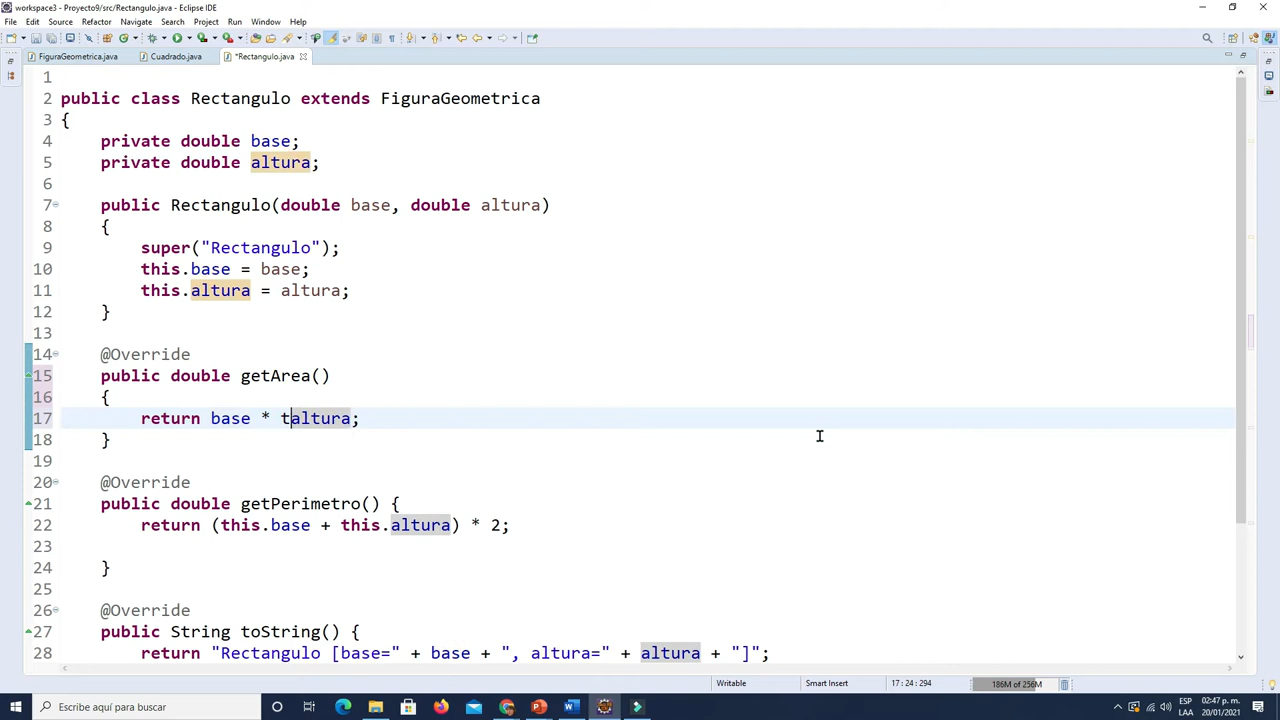 workspace3 - Proyecto9/src/Rectangulo.java - Eclipse IDE
File Edit Source Refactor Navigate Search Project Run Window Help
FiguraGeometrica.java Cuadrado.java *Rectangulo.java
1
2 public class Rectangulo extends FiguraGeometrica
3 {
4 private double base;
5 private double altura;
6
7 public Rectangulo(double base, double altura)
8 {
9 super("Rectangulo");
10 this.base = base;
11 this.altura = altura;
12 }
13
14 @Override
15 public double getArea()
16 {
17 return base * taltura;
18 }
19
20 @Override
21 public double getPerimetro() {
22 return (this.base + this.altura) * 2;
23
24 }
25
26 @Override
27 public String toString() {
28 return "Rectangulo [base=" + base + ", altura=" + altura + "]";
Writable Smart Insert 17 : 24 : 294 186M of 256M
Escribe aquí para buscar
ESP 02:47 p. m.
LAA 20/01/2021